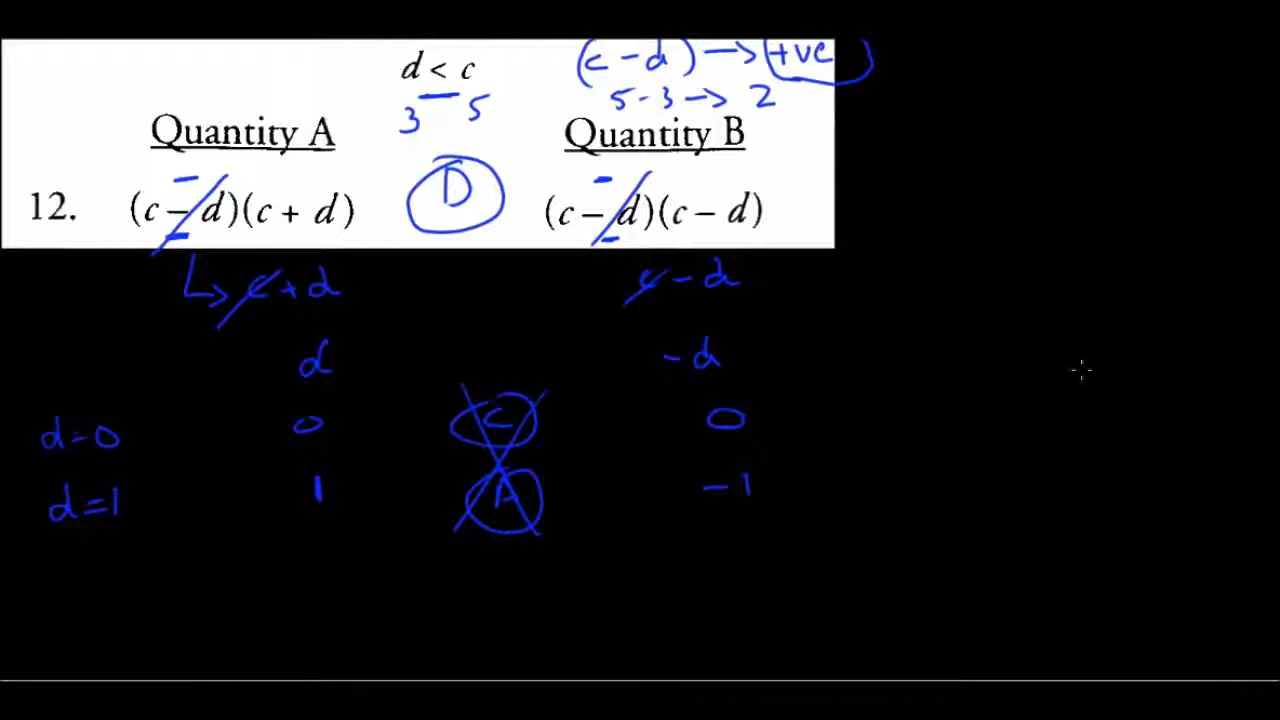 d < c (c - d) → +ve
3 5 5 - 3 → 2
Quantity A Quantity B
12. (c - d)(c + d) D (c - d)(c - d)
c + d c - d
d - d
d = 0 0 C 0
d = 1 1 A - 1